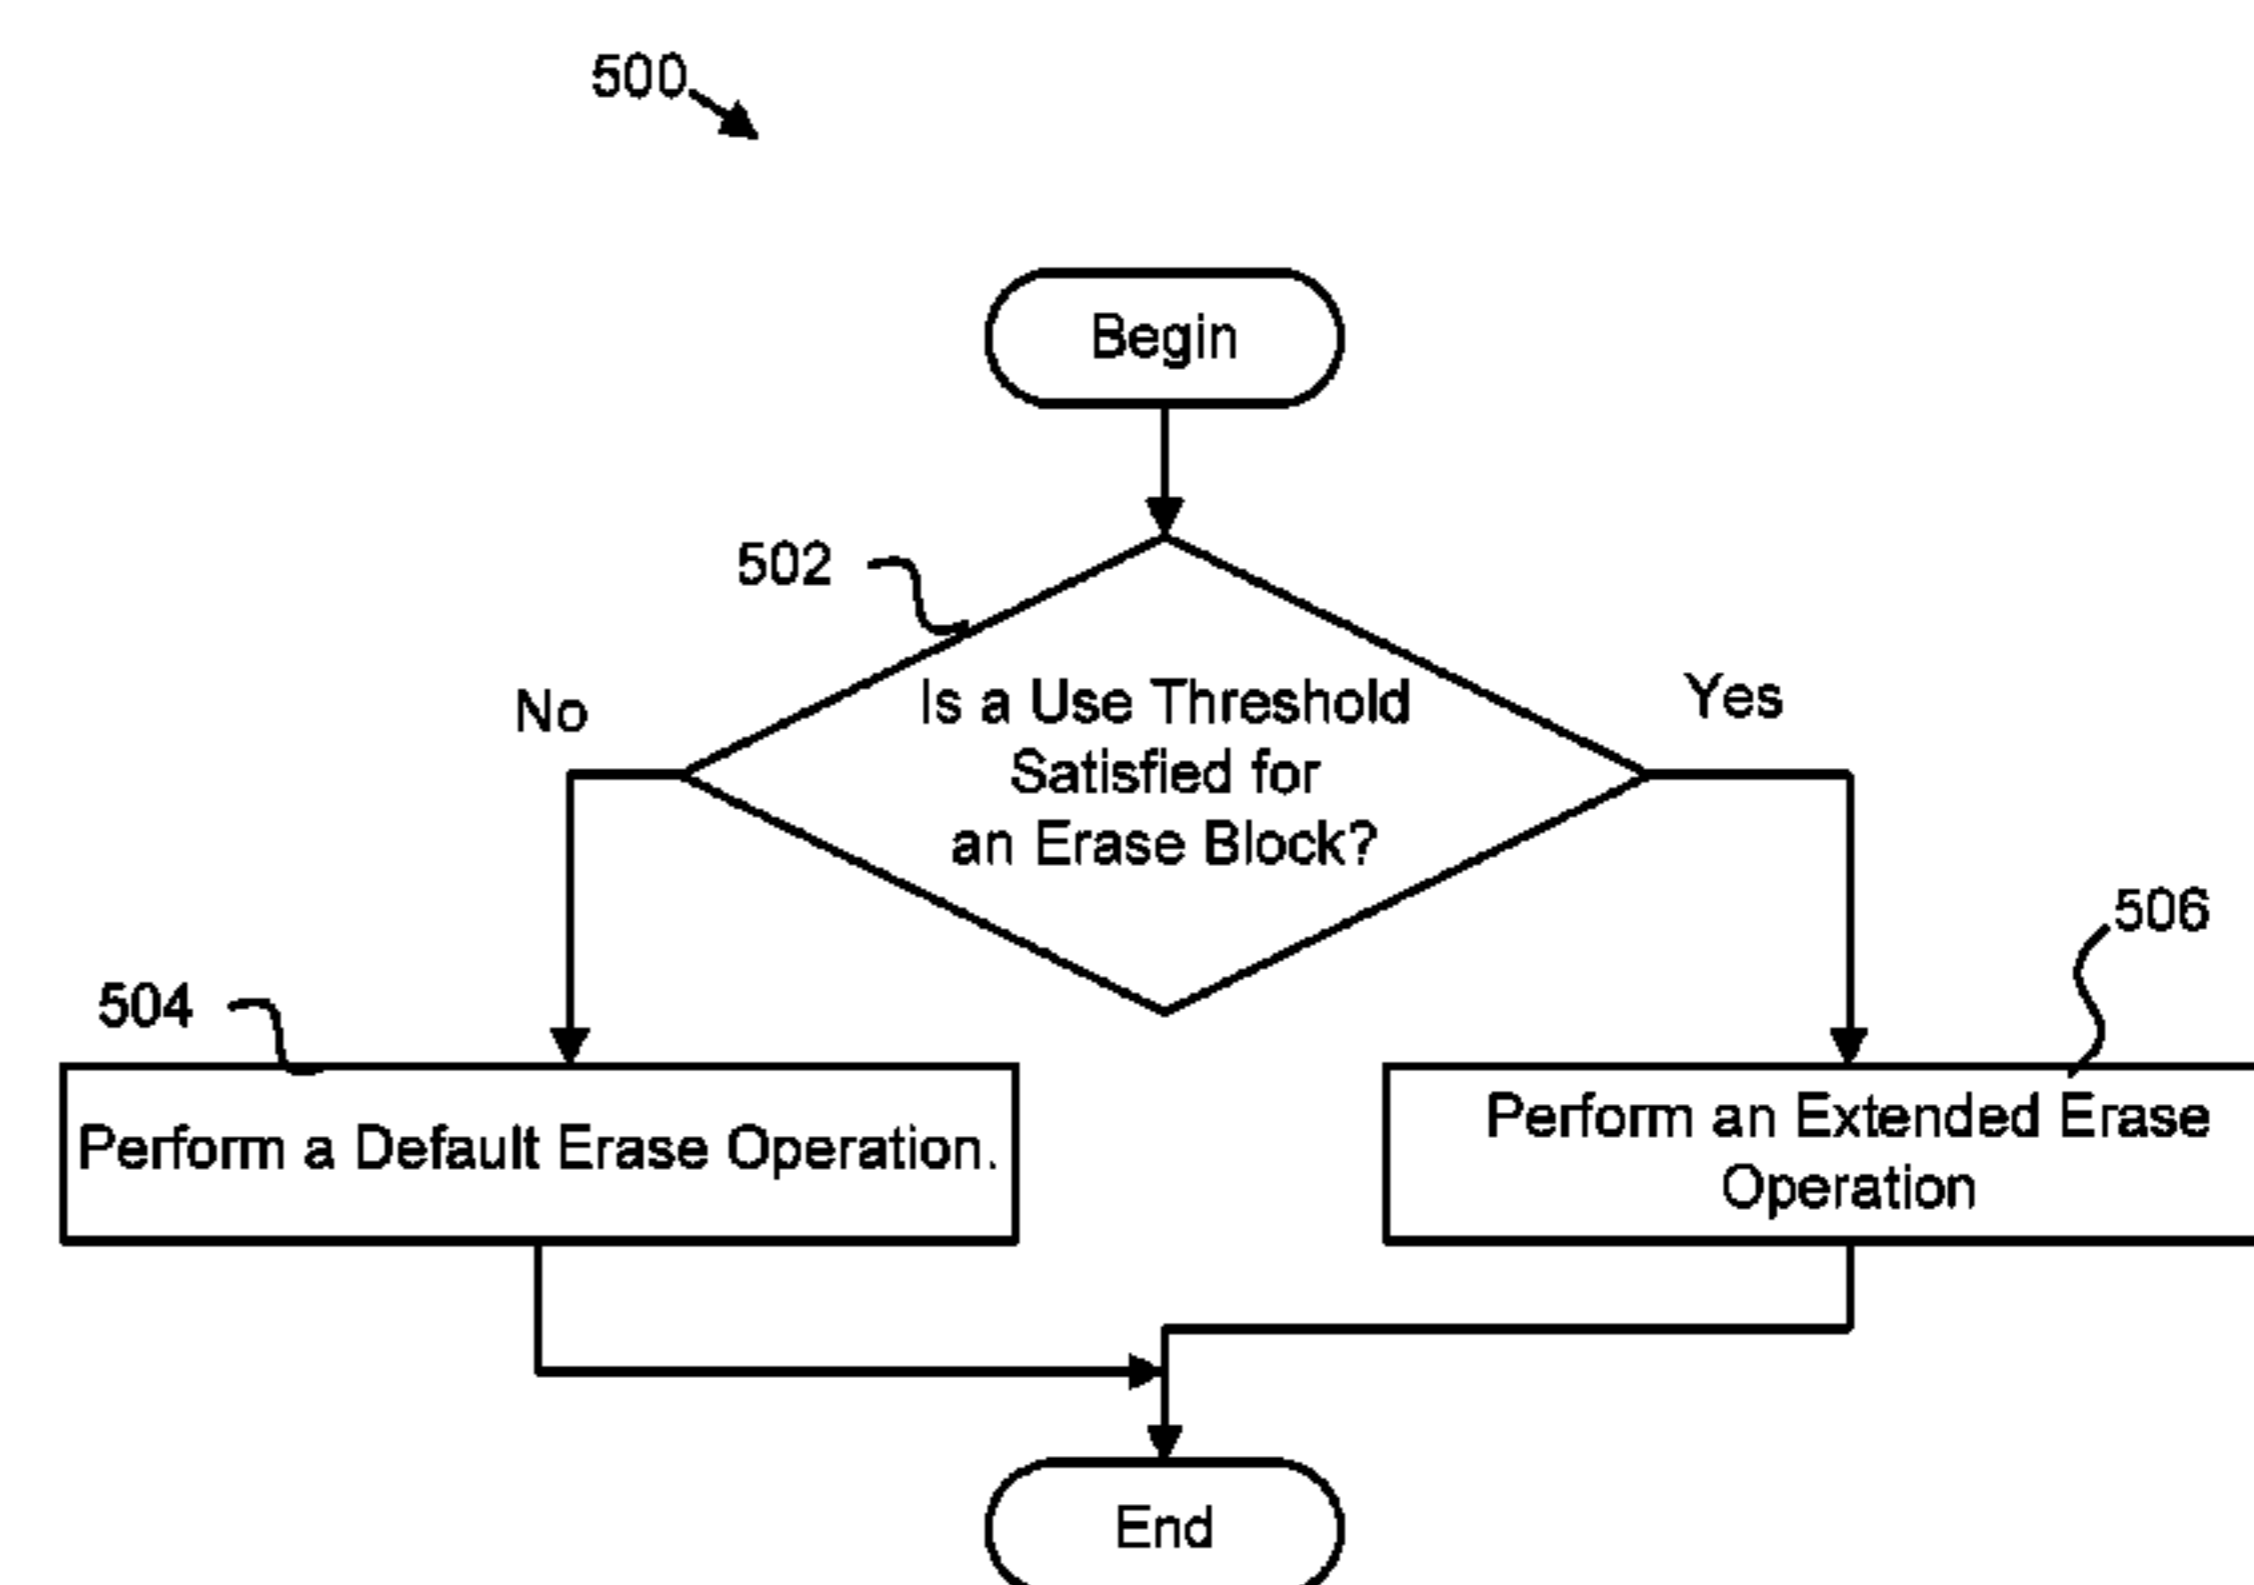 500
Begin
502
Is a Use Threshold
Satisfied for
an Erase Block?
No
Yes
504
506
Perform a Default Erase Operation.
Perform an Extended Erase
Operation
End